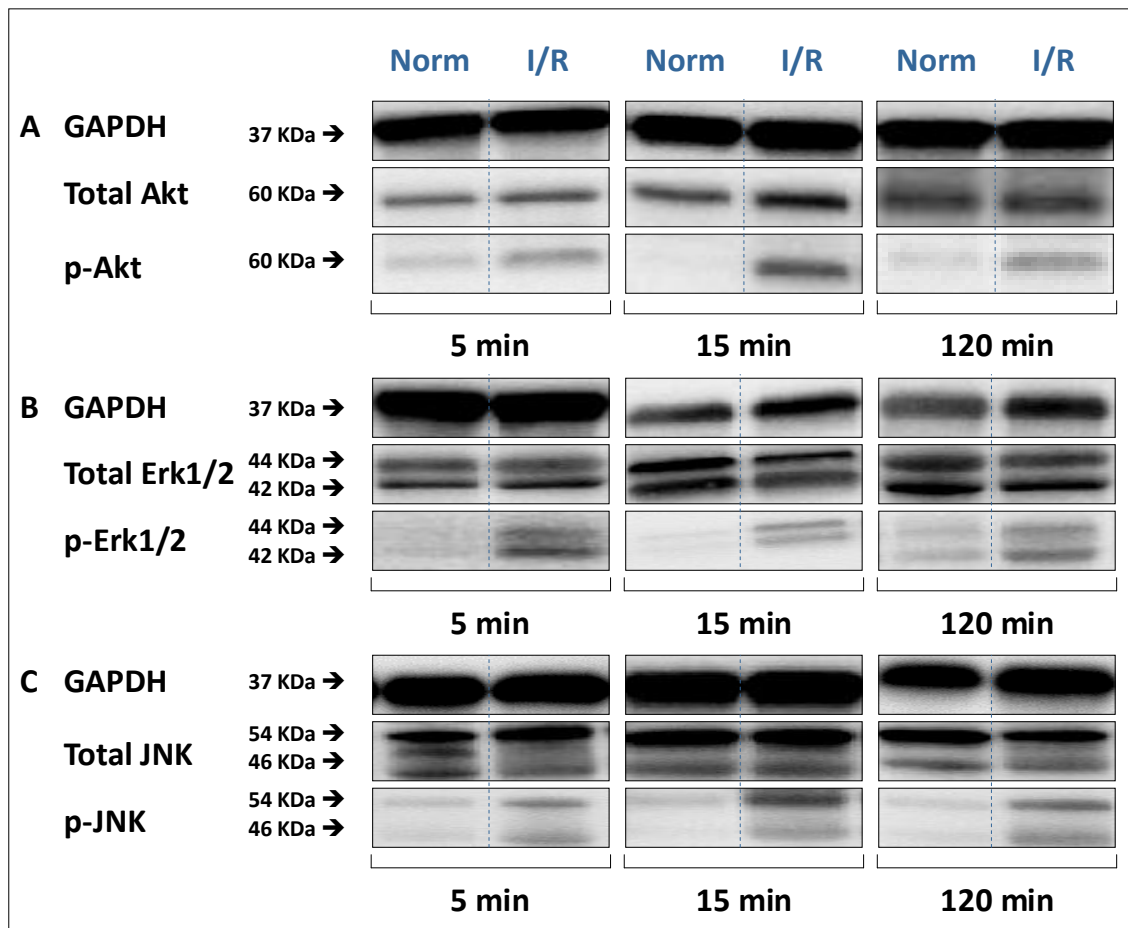 Norm I/R Norm I/R Norm I/R
A GAPDH 37 KDa →
Total Akt 60 KDa →
p-Akt 60 KDa →
5 min 15 min 120 min
B GAPDH 37 KDa →
Total Erk1/2 44 KDa →
42 KDa →
p-Erk1/2 44 KDa →
42 KDa →
5 min 15 min 120 min
C GAPDH 37 KDa →
Total JNK 54 KDa →
46 KDa →
p-JNK 54 KDa →
46 KDa →
5 min 15 min 120 min